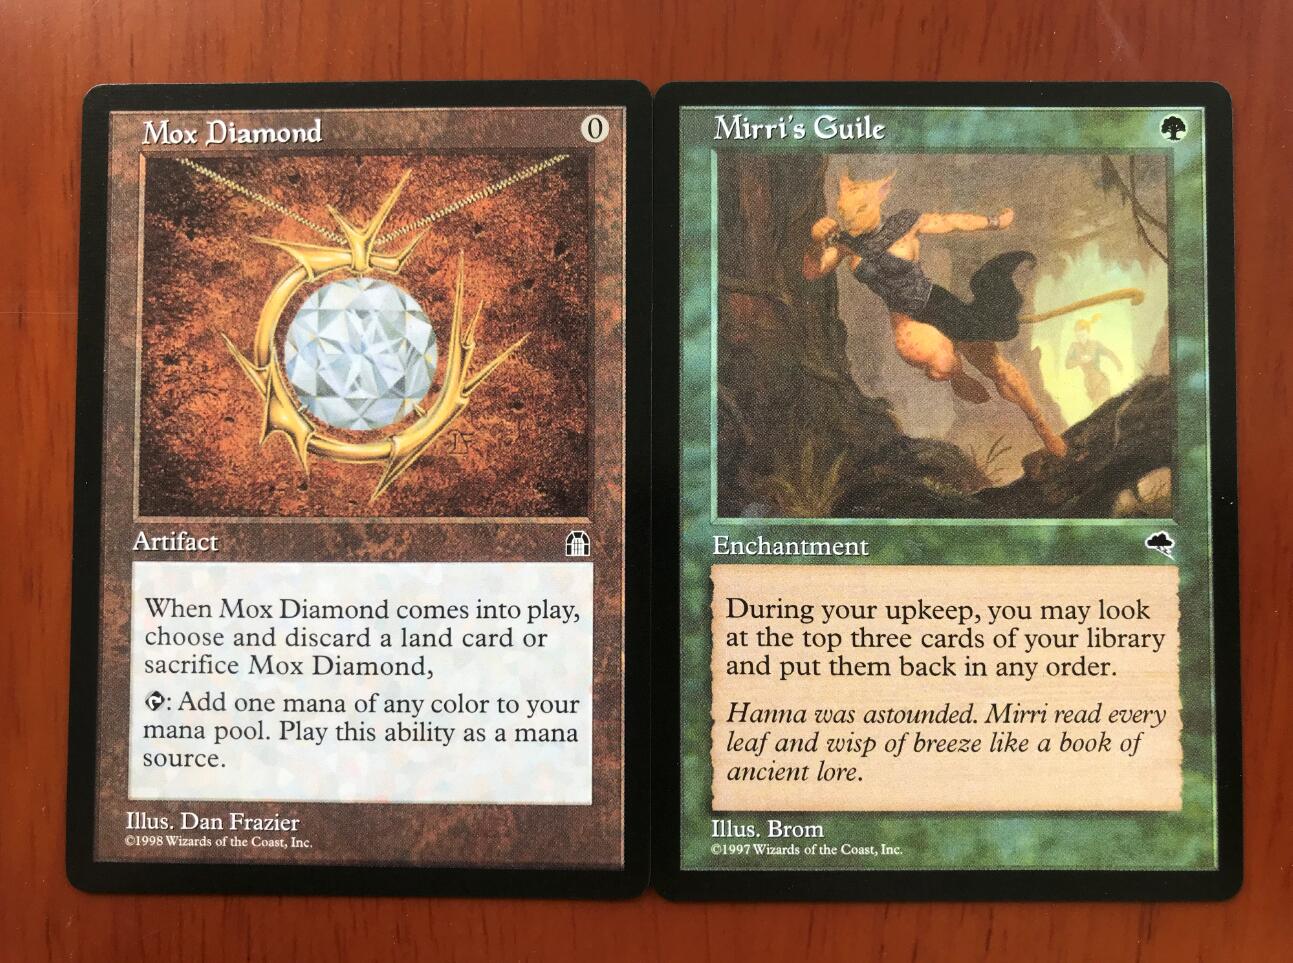 Mox Diamond
0
Artifact
When Mox Diamond comes into play,
choose and discard a land card or
sacrifice Mox Diamond,
: Add one mana of any color to your
mana pool. Play this ability as a mana
source.
Illus. Dan Frazier
©1998 Wizards of the Coast, Inc.
Mirri's Guile
Enchantment
During your upkeep, you may look
at the top three cards of your library
and put them back in any order.
Hanna was astounded. Mirri read every
leaf and wisp of breeze like a book of
ancient lore.
Illus. Brom
©1997 Wizards of the Coast, Inc.